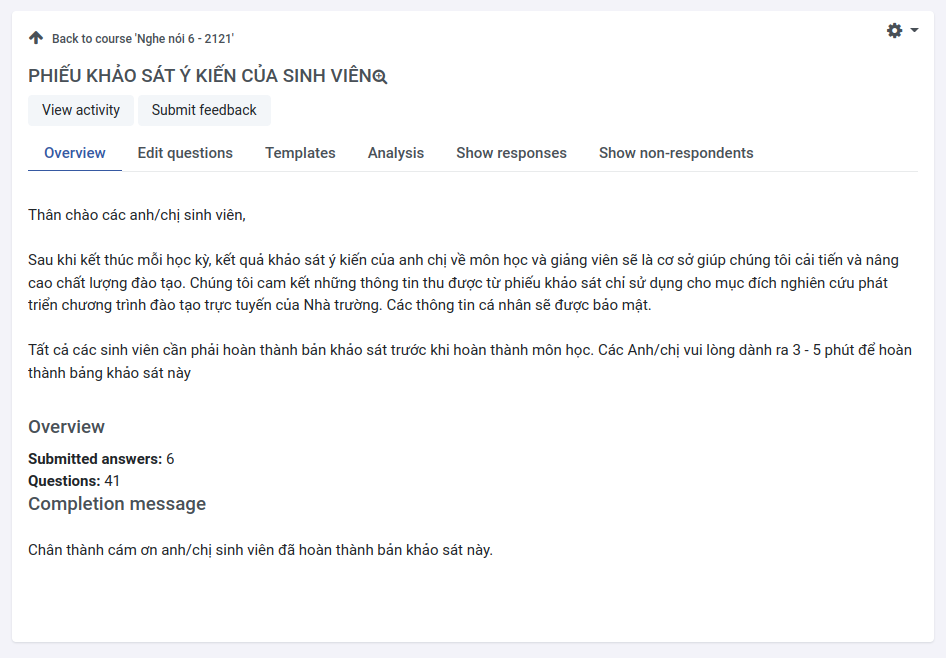 Back to course 'Nghe nói 6 - 2121'
PHIẾU KHẢO SÁT Ý KIẾN CỦA SINH VIÊN
View activity Submit feedback
Overview Edit questions Templates Analysis Show responses Show non-respondents
Thân chào các anh/chị sinh viên,
Sau khi kết thúc mỗi học kỳ, kết quả khảo sát ý kiến của anh chị về môn học và giảng viên sẽ là cơ sở giúp chúng tôi cải tiến và nâng
cao chất lượng đào tạo. Chúng tôi cam kết những thông tin thu được từ phiếu khảo sát chỉ sử dụng cho mục đích nghiên cứu phát
triển chương trình đào tạo trực tuyến của Nhà trường. Các thông tin cá nhân sẽ được bảo mật.
Tất cả các sinh viên cần phải hoàn thành bản khảo sát trước khi hoàn thành môn học. Các Anh/chị vui lòng dành ra 3 - 5 phút để hoàn
thành bảng khảo sát này
Overview
Submitted answers: 6
Questions: 41
Completion message
Chân thành cám ơn anh/chị sinh viên đã hoàn thành bản khảo sát này.